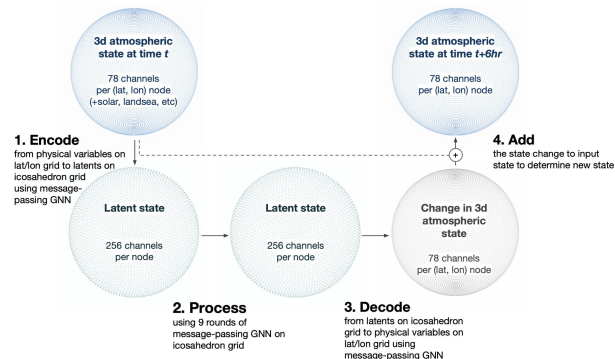 3d atmospheric
state at time t
78 channels
per (lat, lon) node
(+solar, landsea, etc)
3d atmospheric
state at time t+6hr
78 channels
per (lat, lon) node
1. Encode
from physical variables on
lat/lon grid to latents on
icosahedron grid
using message-
passing GNN
+
4. Add
the state change to input
state to determine new state
Latent state
256 channels
per node
Latent state
256 channels
per node
Change in 3d
atmospheric
state
78 channels
per (lat, lon) node
2. Process
using 9 rounds of
message-passing GNN on
icosahedron grid
3. Decode
from latents on icosahedron
grid to physical variables on
lat/lon grid using
message-passing GNN